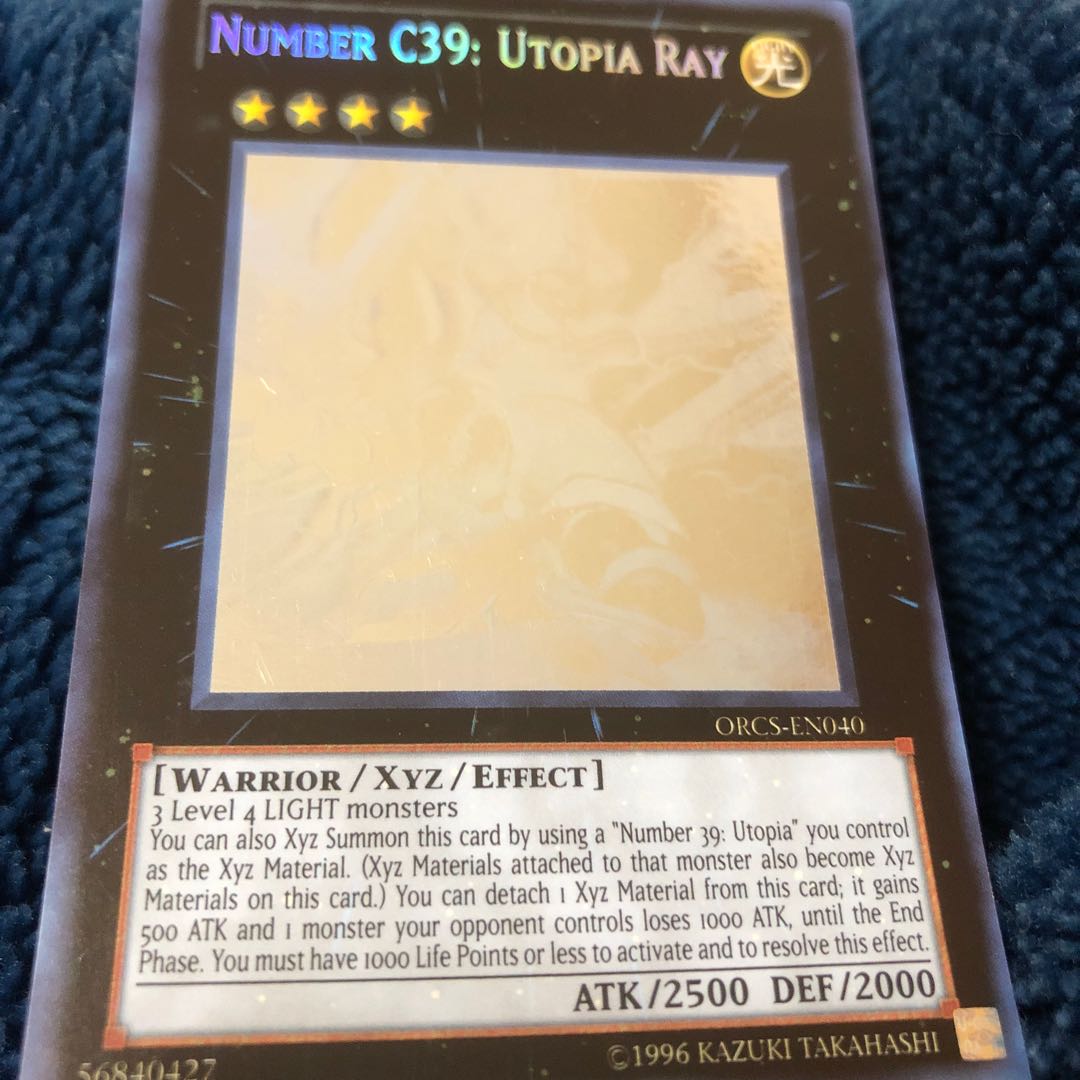 NUMBER C39: UTOPIA RAY 光
ORCS-EN040
[WARRIOR/XYZ/EFFECT]
3 Level 4 LIGHT monsters
You can also Xyz Summon this card by using a "Number 39: Utopia" you control
as the Xyz Material. (Xyz Materials attached to that monster also become Xyz
Materials on this card.) You can detach 1 Xyz Material from this card; it gains
500 ATK and 1 monster your opponent controls loses 1000 ATK, until the End
Phase. You must have 1000 Life Points or less to activate and to resolve this effect.
ATK/2500 DEF/2000
56840427 ©1996 KAZUKI TAKAHASHI